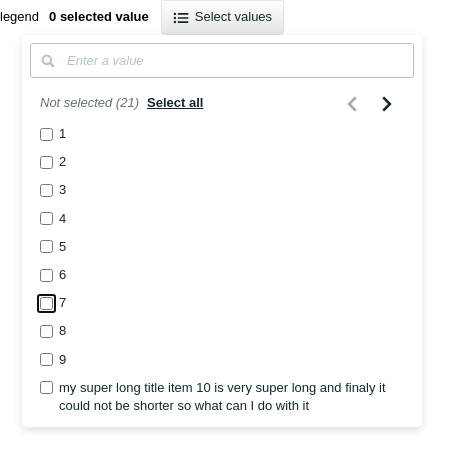 legend 0 selected value Select values
Enter a value
Not selected (21) Select all
1
2
3
4
5
6
7
8
9
my super long title item 10 is very super long and finaly it
could not be shorter so what can I do with it